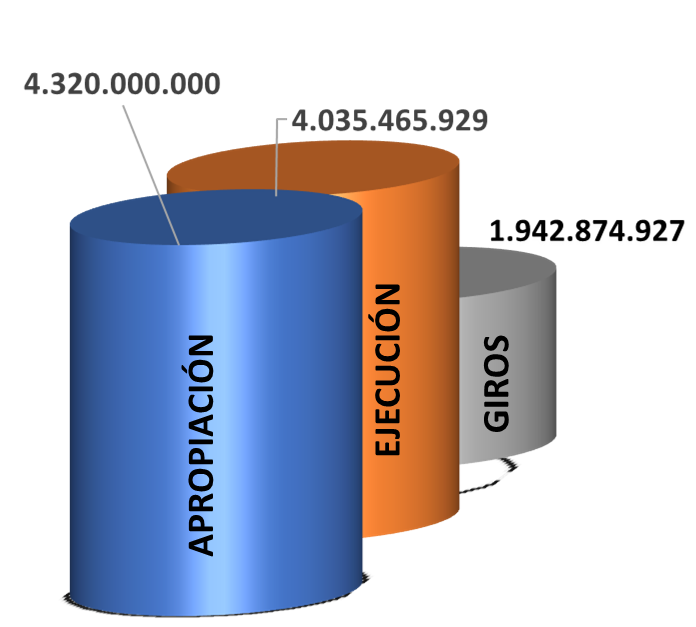 4.320.000.000
4.035.465.929
1.942.874.927
APROPIACIÓN
EJECUCIÓN
GIROS